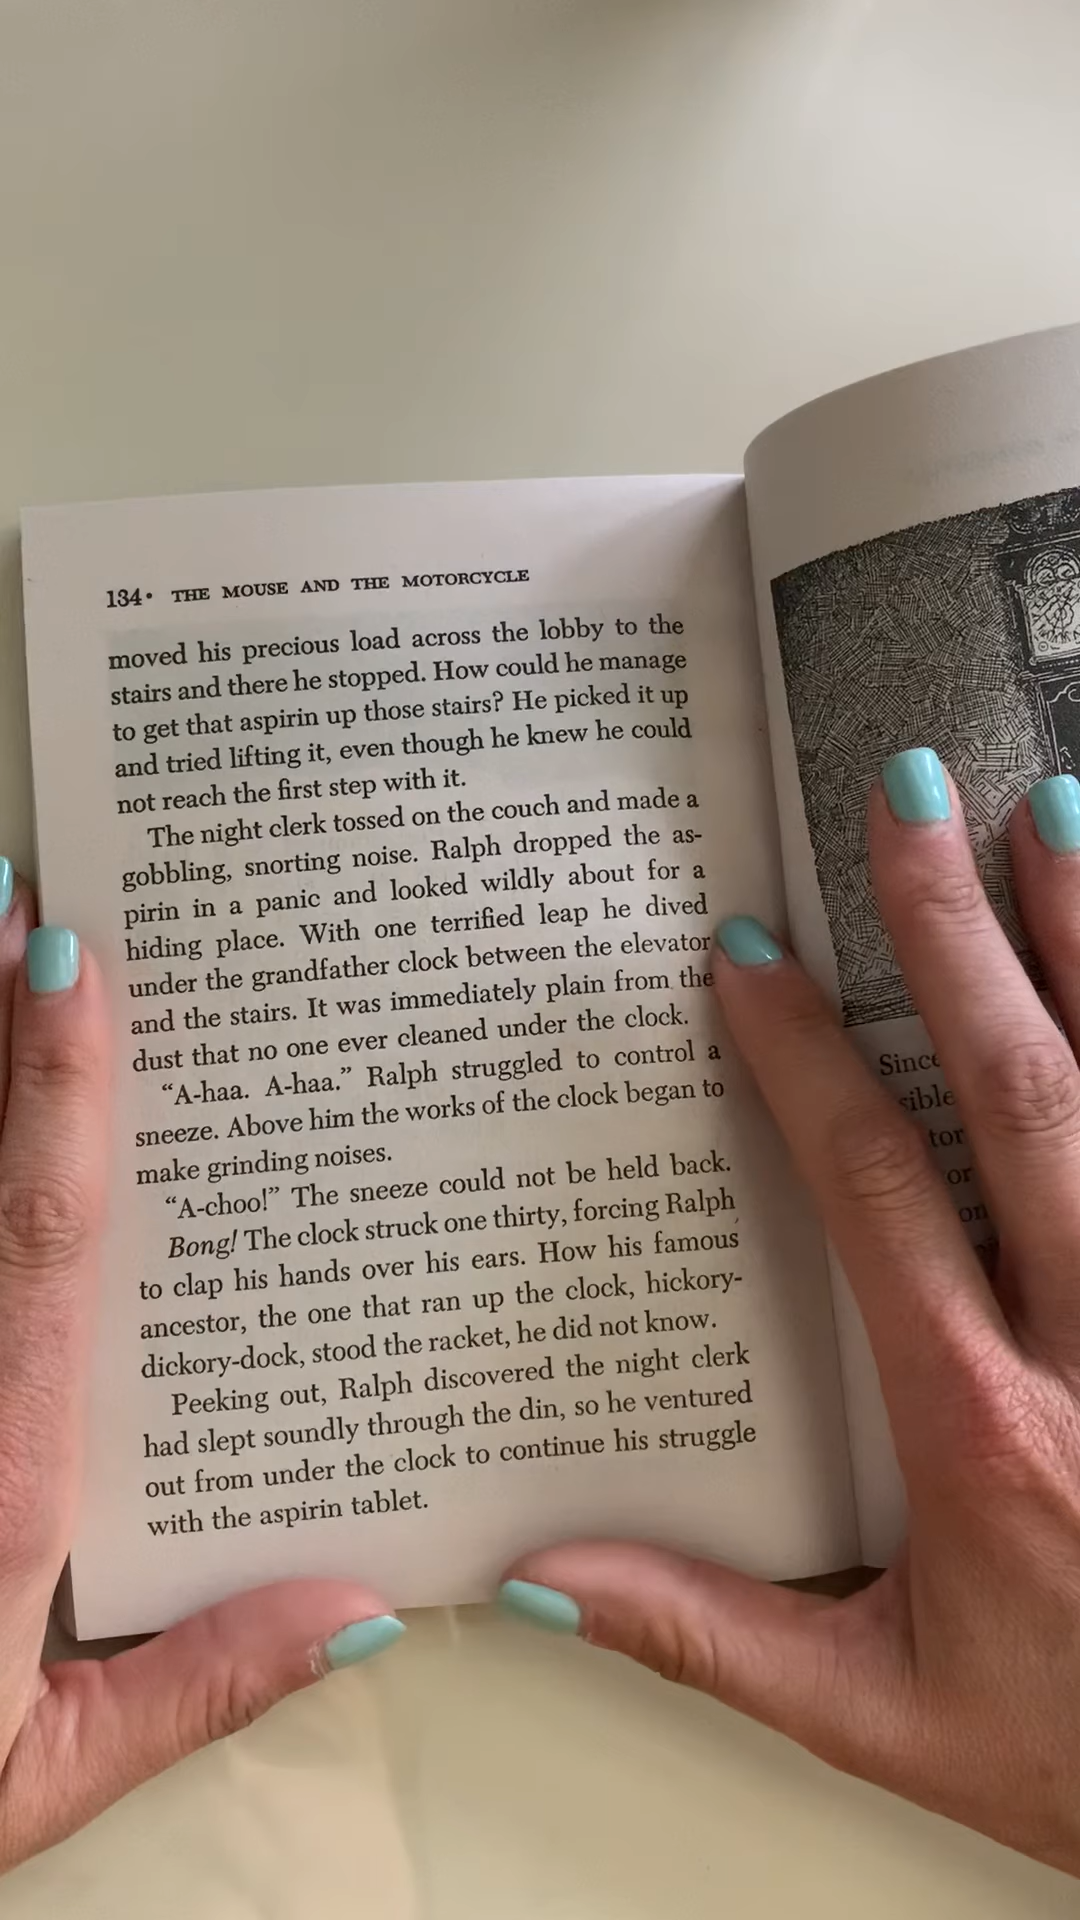 134• THE MOUSE AND THE MOTORCYCLE
moved his precious load across the lobby to the
stairs and there he stopped. How could he manage
to get that aspirin up those stairs? He picked it up
and tried lifting it, even though he knew he could
not reach the first step with it.
The night clerk tossed on the couch and made a
gobbling, snorting noise. Ralph dropped the as-
pirin in a panic and looked wildly about for a
hiding place. With one terrified leap he dived
under the grandfather clock between the elevator
and the stairs. It was immediately plain from the
dust that no one ever cleaned under the clock.
“A-haa. A-haa.” Ralph struggled to control a
sneeze. Above him the works of the clock began to
make grinding noises.
“A-choo!” The sneeze could not be held back.
Bong! The clock struck one thirty, forcing Ralph
to clap his hands over his ears. How his famous
ancestor, the one that ran up the clock, hickory-
dickory-dock, stood the racket, he did not know.
Peeking out, Ralph discovered the night clerk
had slept soundly through the din, so he ventured
out from under the clock to continue his struggle
with the aspirin tablet.
Since
sible
tor
or
on